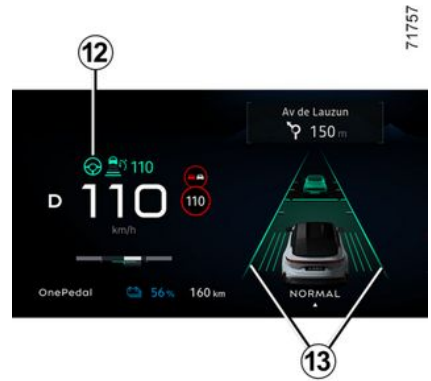 71757
12
Av de Lauzun
150 m
110
D 110 110
km/h
OnePedal 56% 160 km NORMAL
13